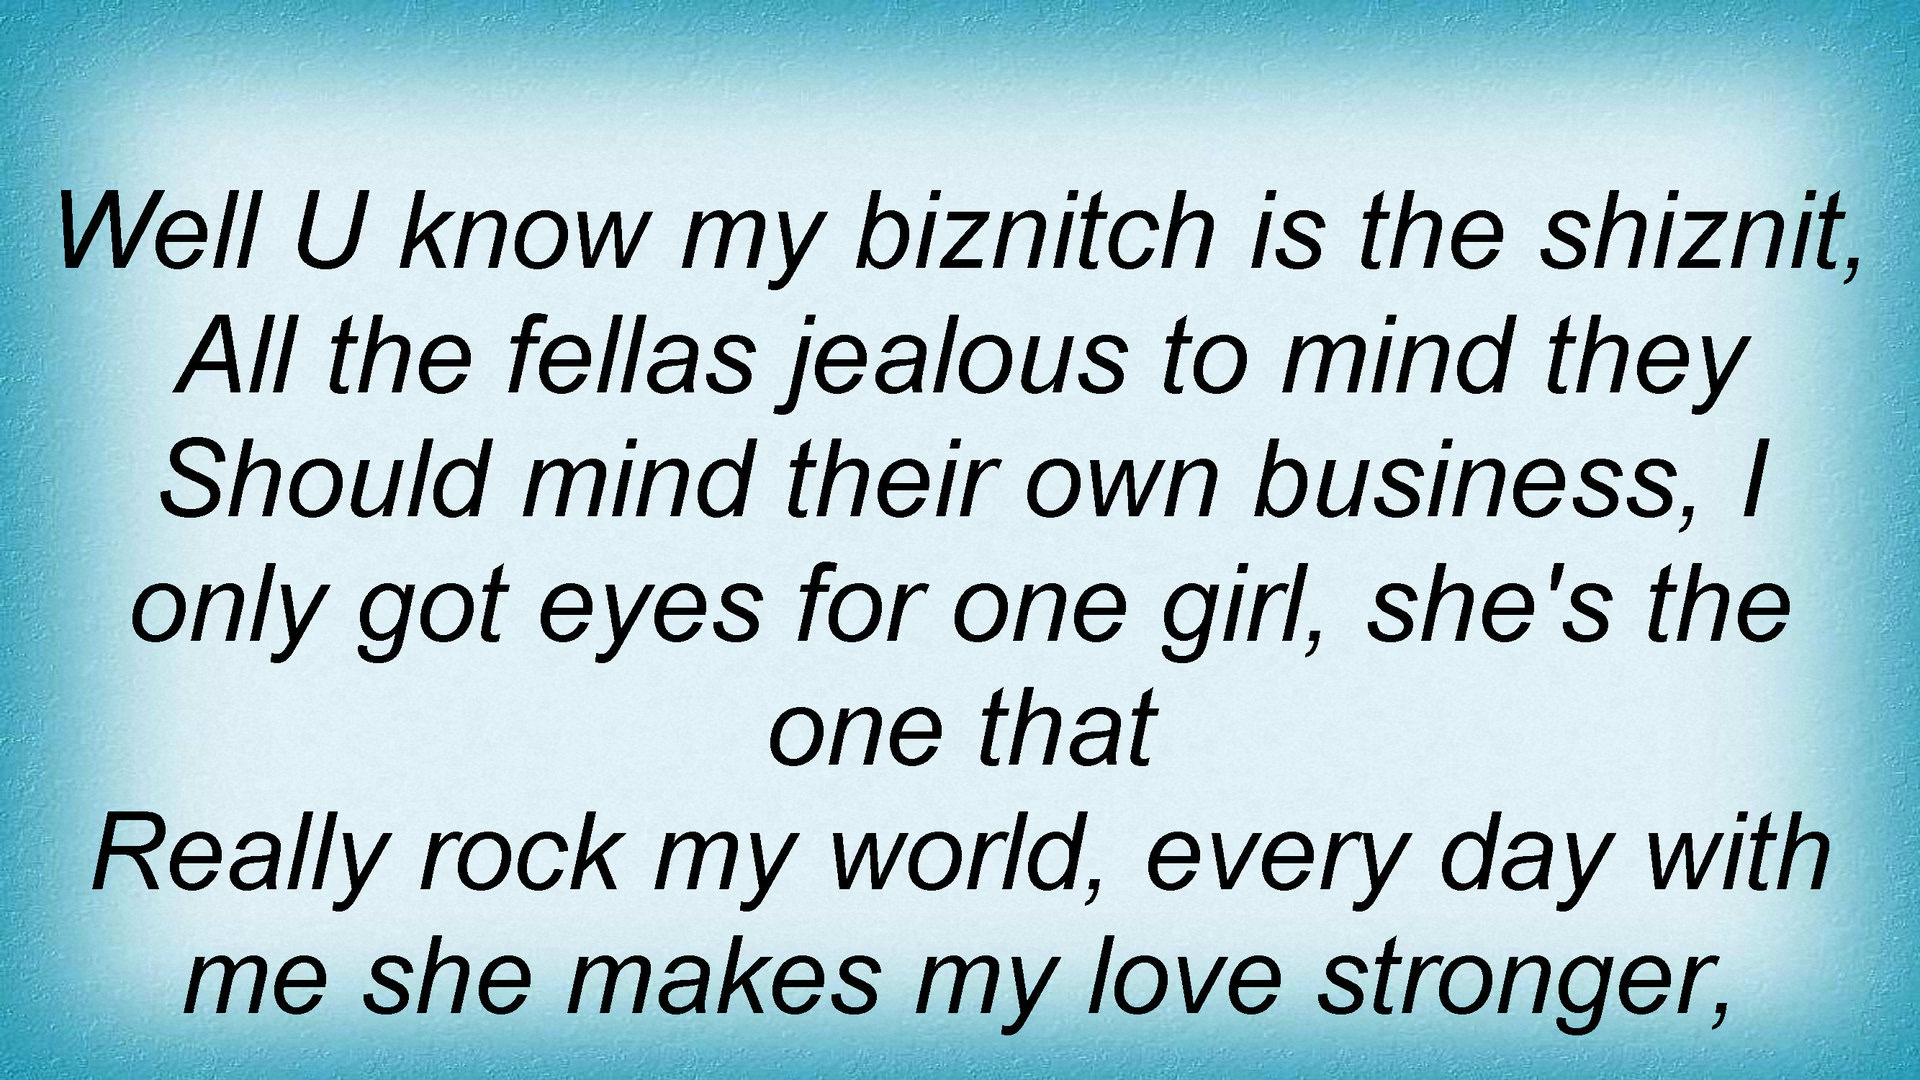 Well U know my biznitch is the shiznit,
All the fellas jealous to mind they
Should mind their own business, I
only got eyes for one girl, she's the
one that
Really rock my world, every day with
me she makes my love stronger,